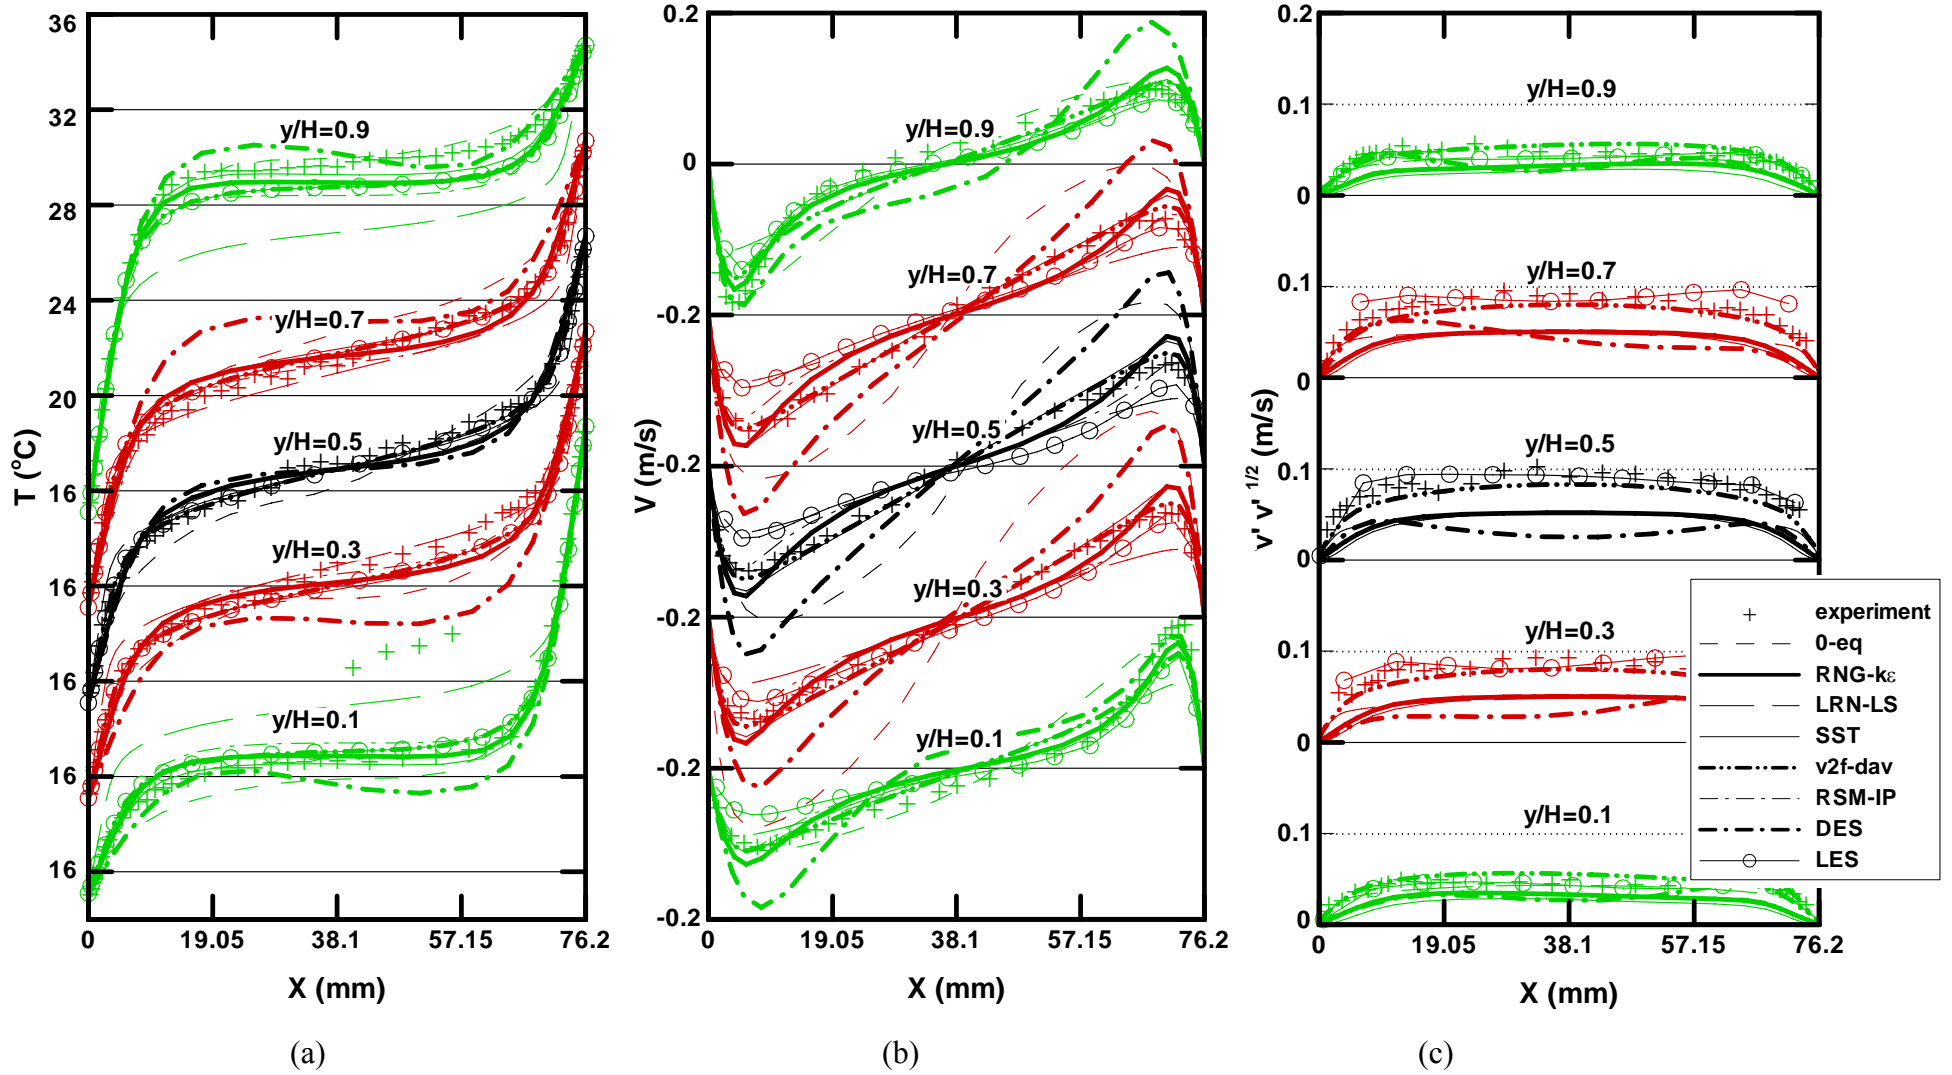 36
32
28
24
20
16
16
16
16
16
T (°C)
y/H=0.9
y/H=0.7
y/H=0.5
y/H=0.3
y/H=0.1
0
19.05
38.1
57.15
76.2
X (mm)
(a)
0.2
0
-0.2
-0.2
-0.2
-0.2
-0.2
V (m/s)
y/H=0.9
y/H=0.7
y/H=0.5
y/H=0.3
y/H=0.1
0
19.05
38.1
57.15
76.2
X (mm)
(b)
0.2
0.1
0
0.1
0
0.1
0
0.1
0
0.1
0
v' v' 1/2 (m/s)
y/H=0.9
y/H=0.7
y/H=0.5
y/H=0.3
y/H=0.1
0
19.05
38.1
57.15
76.2
X (mm)
(c)
experiment
0-eq
RNG-kε
LRN-LS
SST
v2f-dav
RSM-IP
DES
LES